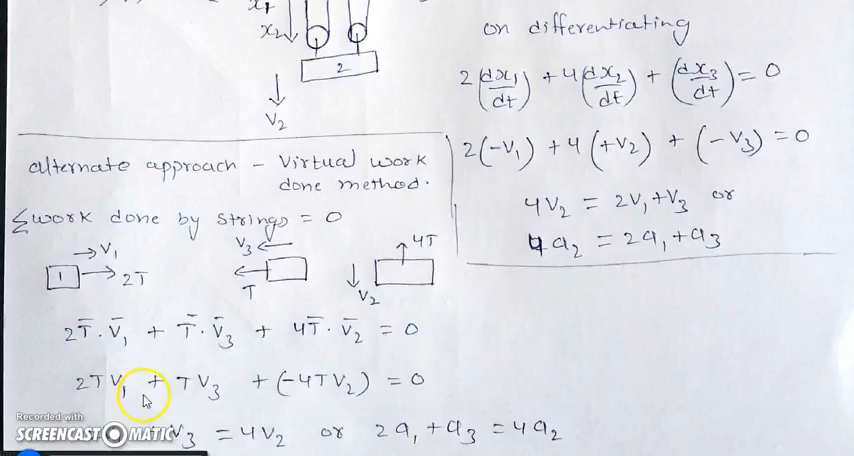 x₁
x₂
2
V₂
on differentiating
2(dx₁/dt) + 4(dx₂/dt) + (dx₃/dt) = 0
2(-V₁) + 4(+V₂) + (-V₃) = 0
4V₂ = 2V₁ + V₃ or
4a₂ = 2a₁ + a₃
alternate approach - Virtual work
done method.
Σwork done by strings = 0
V₁
1 2T
V₃
T
4T
V₂
2T̄·V̄₁ + T̄·V̄₃ + 4T̄·V̄₂ = 0
2TV₁ + TV₃ + (-4TV₂) = 0
V₃ = 4V₂ or 2a₁ + a₃ = 4a₂
Recorded with
SCREENCAST MATIC